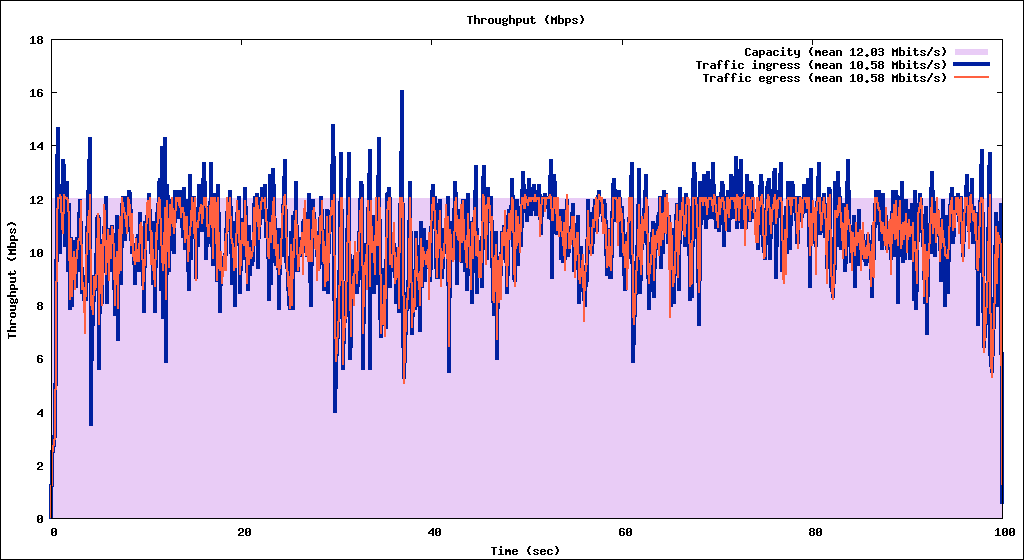 Throughput (Mbps)
Capacity (mean 12.03 Mbits/s)
Traffic ingress (mean 10.58 Mbits/s)
Traffic egress (mean 10.58 Mbits/s)
Throughput (Mbps)
18
16
14
12
10
8
6
4
2
0
0 20 40 60 80 100
Time (sec)